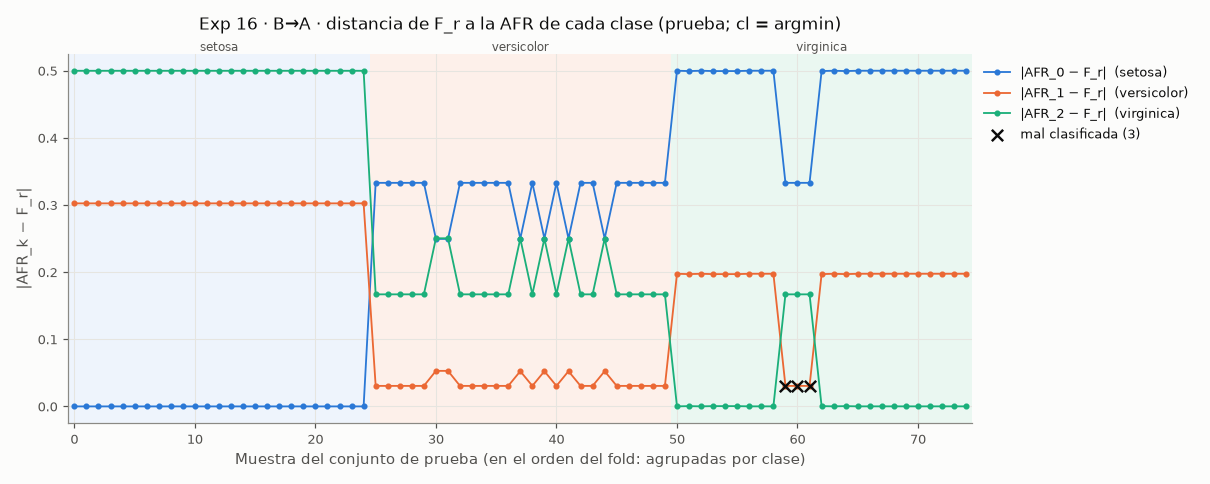 Exp 16 · B→A · distancia de F_r a la AFR de cada clase (prueba; cl = argmin)
setosa versicolor virginica
|AFR_0 − F_r| (setosa)
|AFR_1 − F_r| (versicolor)
|AFR_2 − F_r| (virginica)
mal clasificada (3)
|AFR_k − F_r|
0.5
0.4
0.3
0.2
0.1
0.0
0 10 20 30 40 50 60 70
Muestra del conjunto de prueba (en el orden del fold: agrupadas por clase)